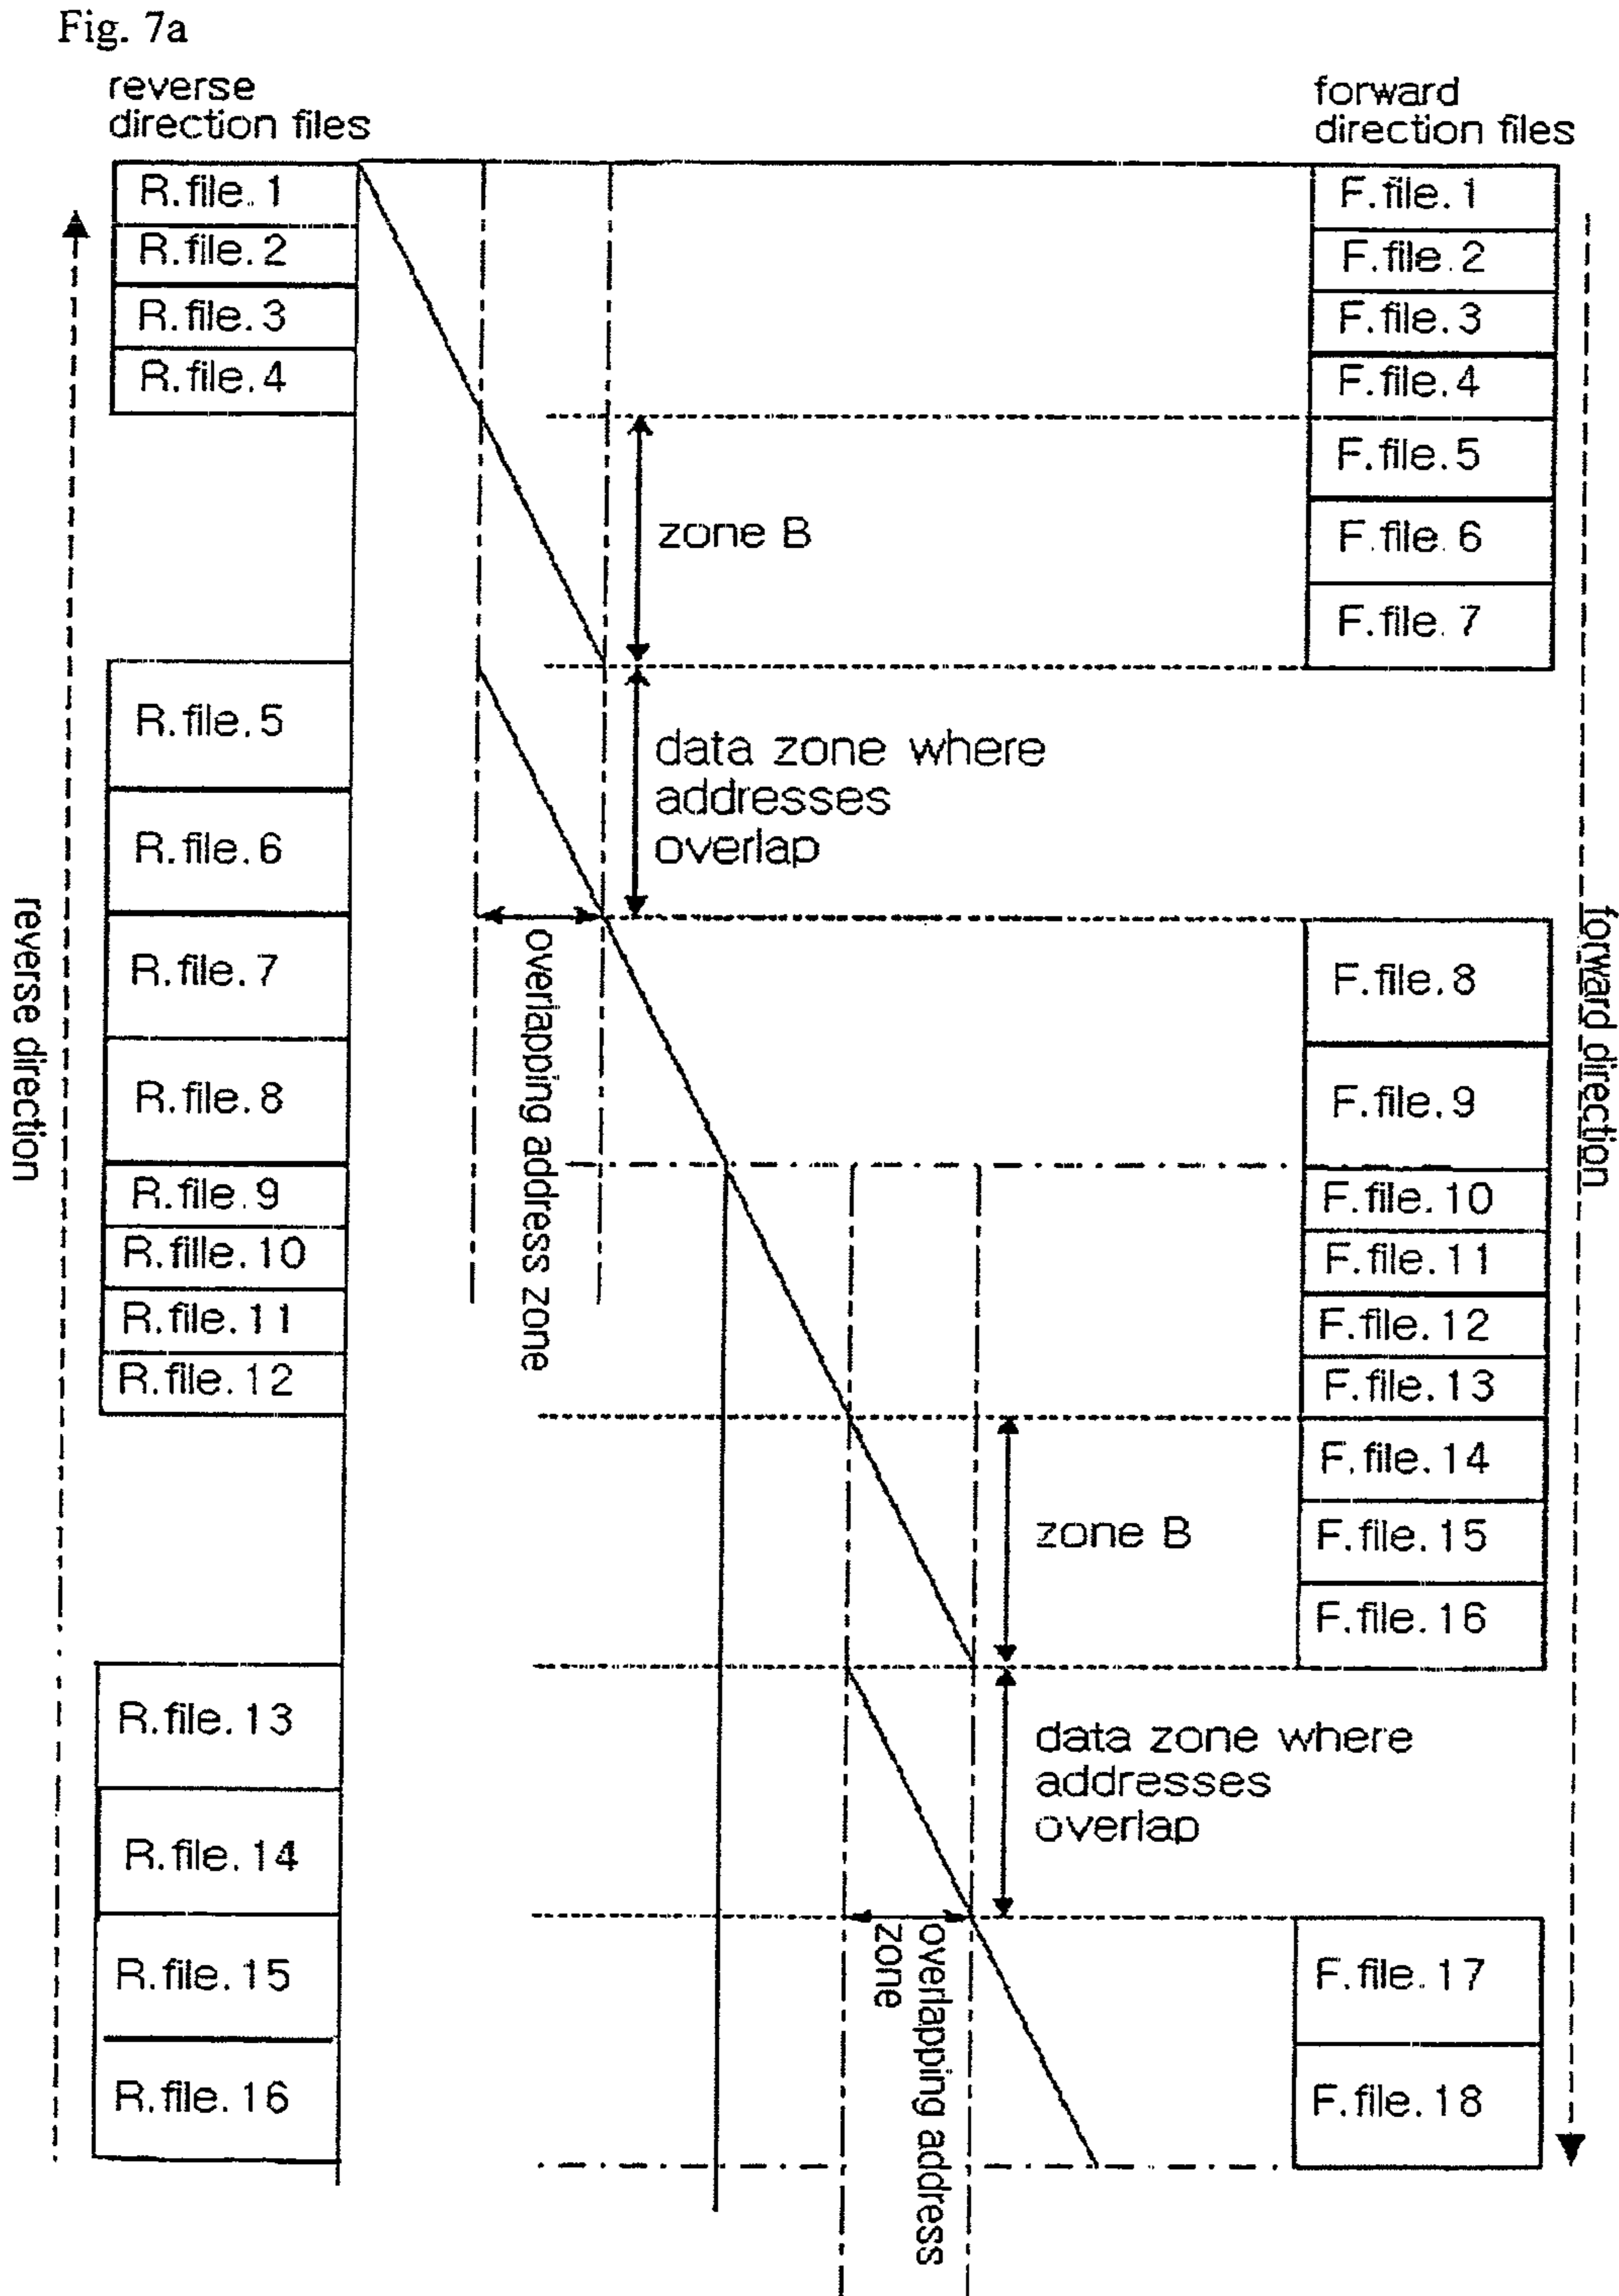 Fig. 7a
reverse
direction files
forward
direction files
R.file.1
R.file.2
R.file.3
R.file.4
F.file.1
F.file.2
F.file.3
F.file.4
F.file.5
F.file.6
F.file.7
zone B
R.file.5
R.file.6
R.file.7
R.file.8
R.file.9
R.fille.10
R.file.11
R.file.12
data zone where
addresses
overlap
overlapping address zone
reverse direction
forward direction
F.file.8
F.file.9
F.file.10
F.file.11
F.file.12
F.file.13
F.file.14
F.file.15
F.file.16
zone B
R.file.13
R.file.14
R.file.15
R.file.16
data zone where
addresses
overlap
overlapping address
zone
F.file.17
F.file.18